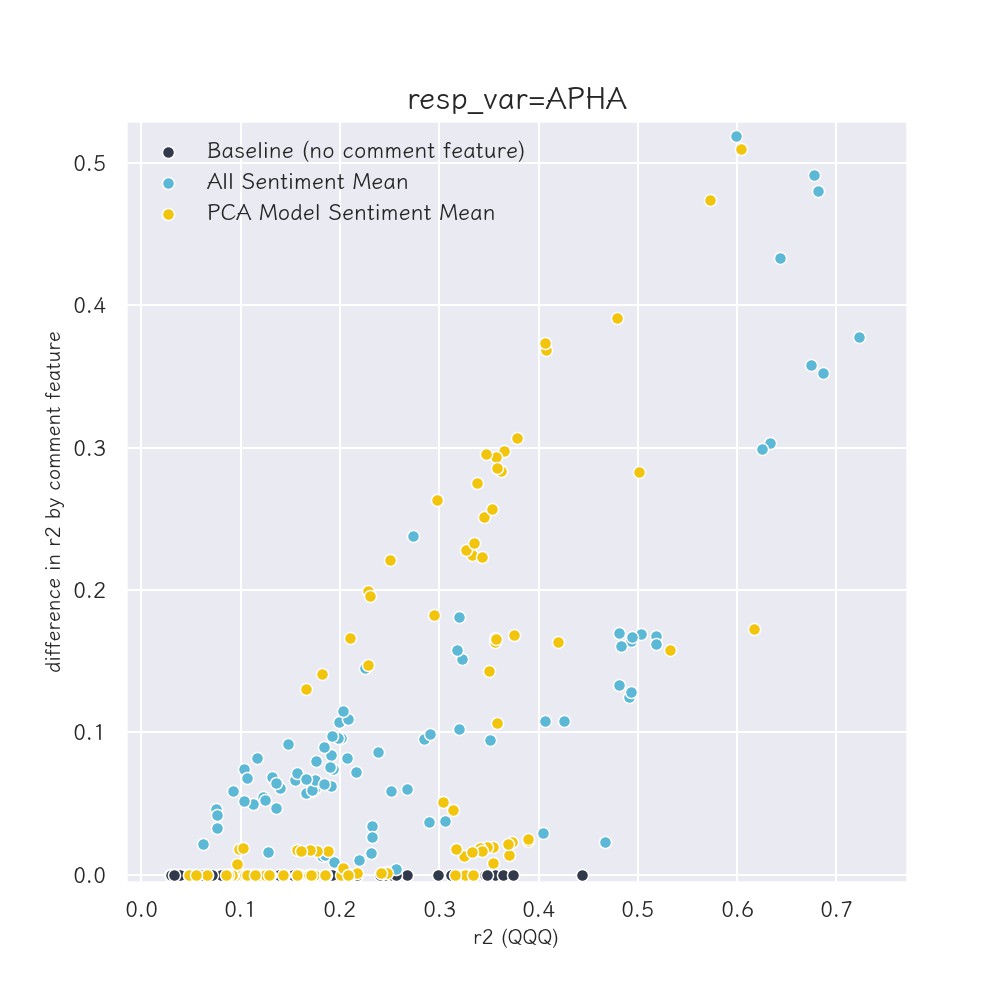 resp_var=APHA
Baseline (no comment feature)
All Sentiment Mean
PCA Model Sentiment Mean
difference in r2 by comment feature
0.5
0.4
0.3
0.2
0.1
0.0
0.0 0.1 0.2 0.3 0.4 0.5 0.6 0.7
r2 (QQQ)